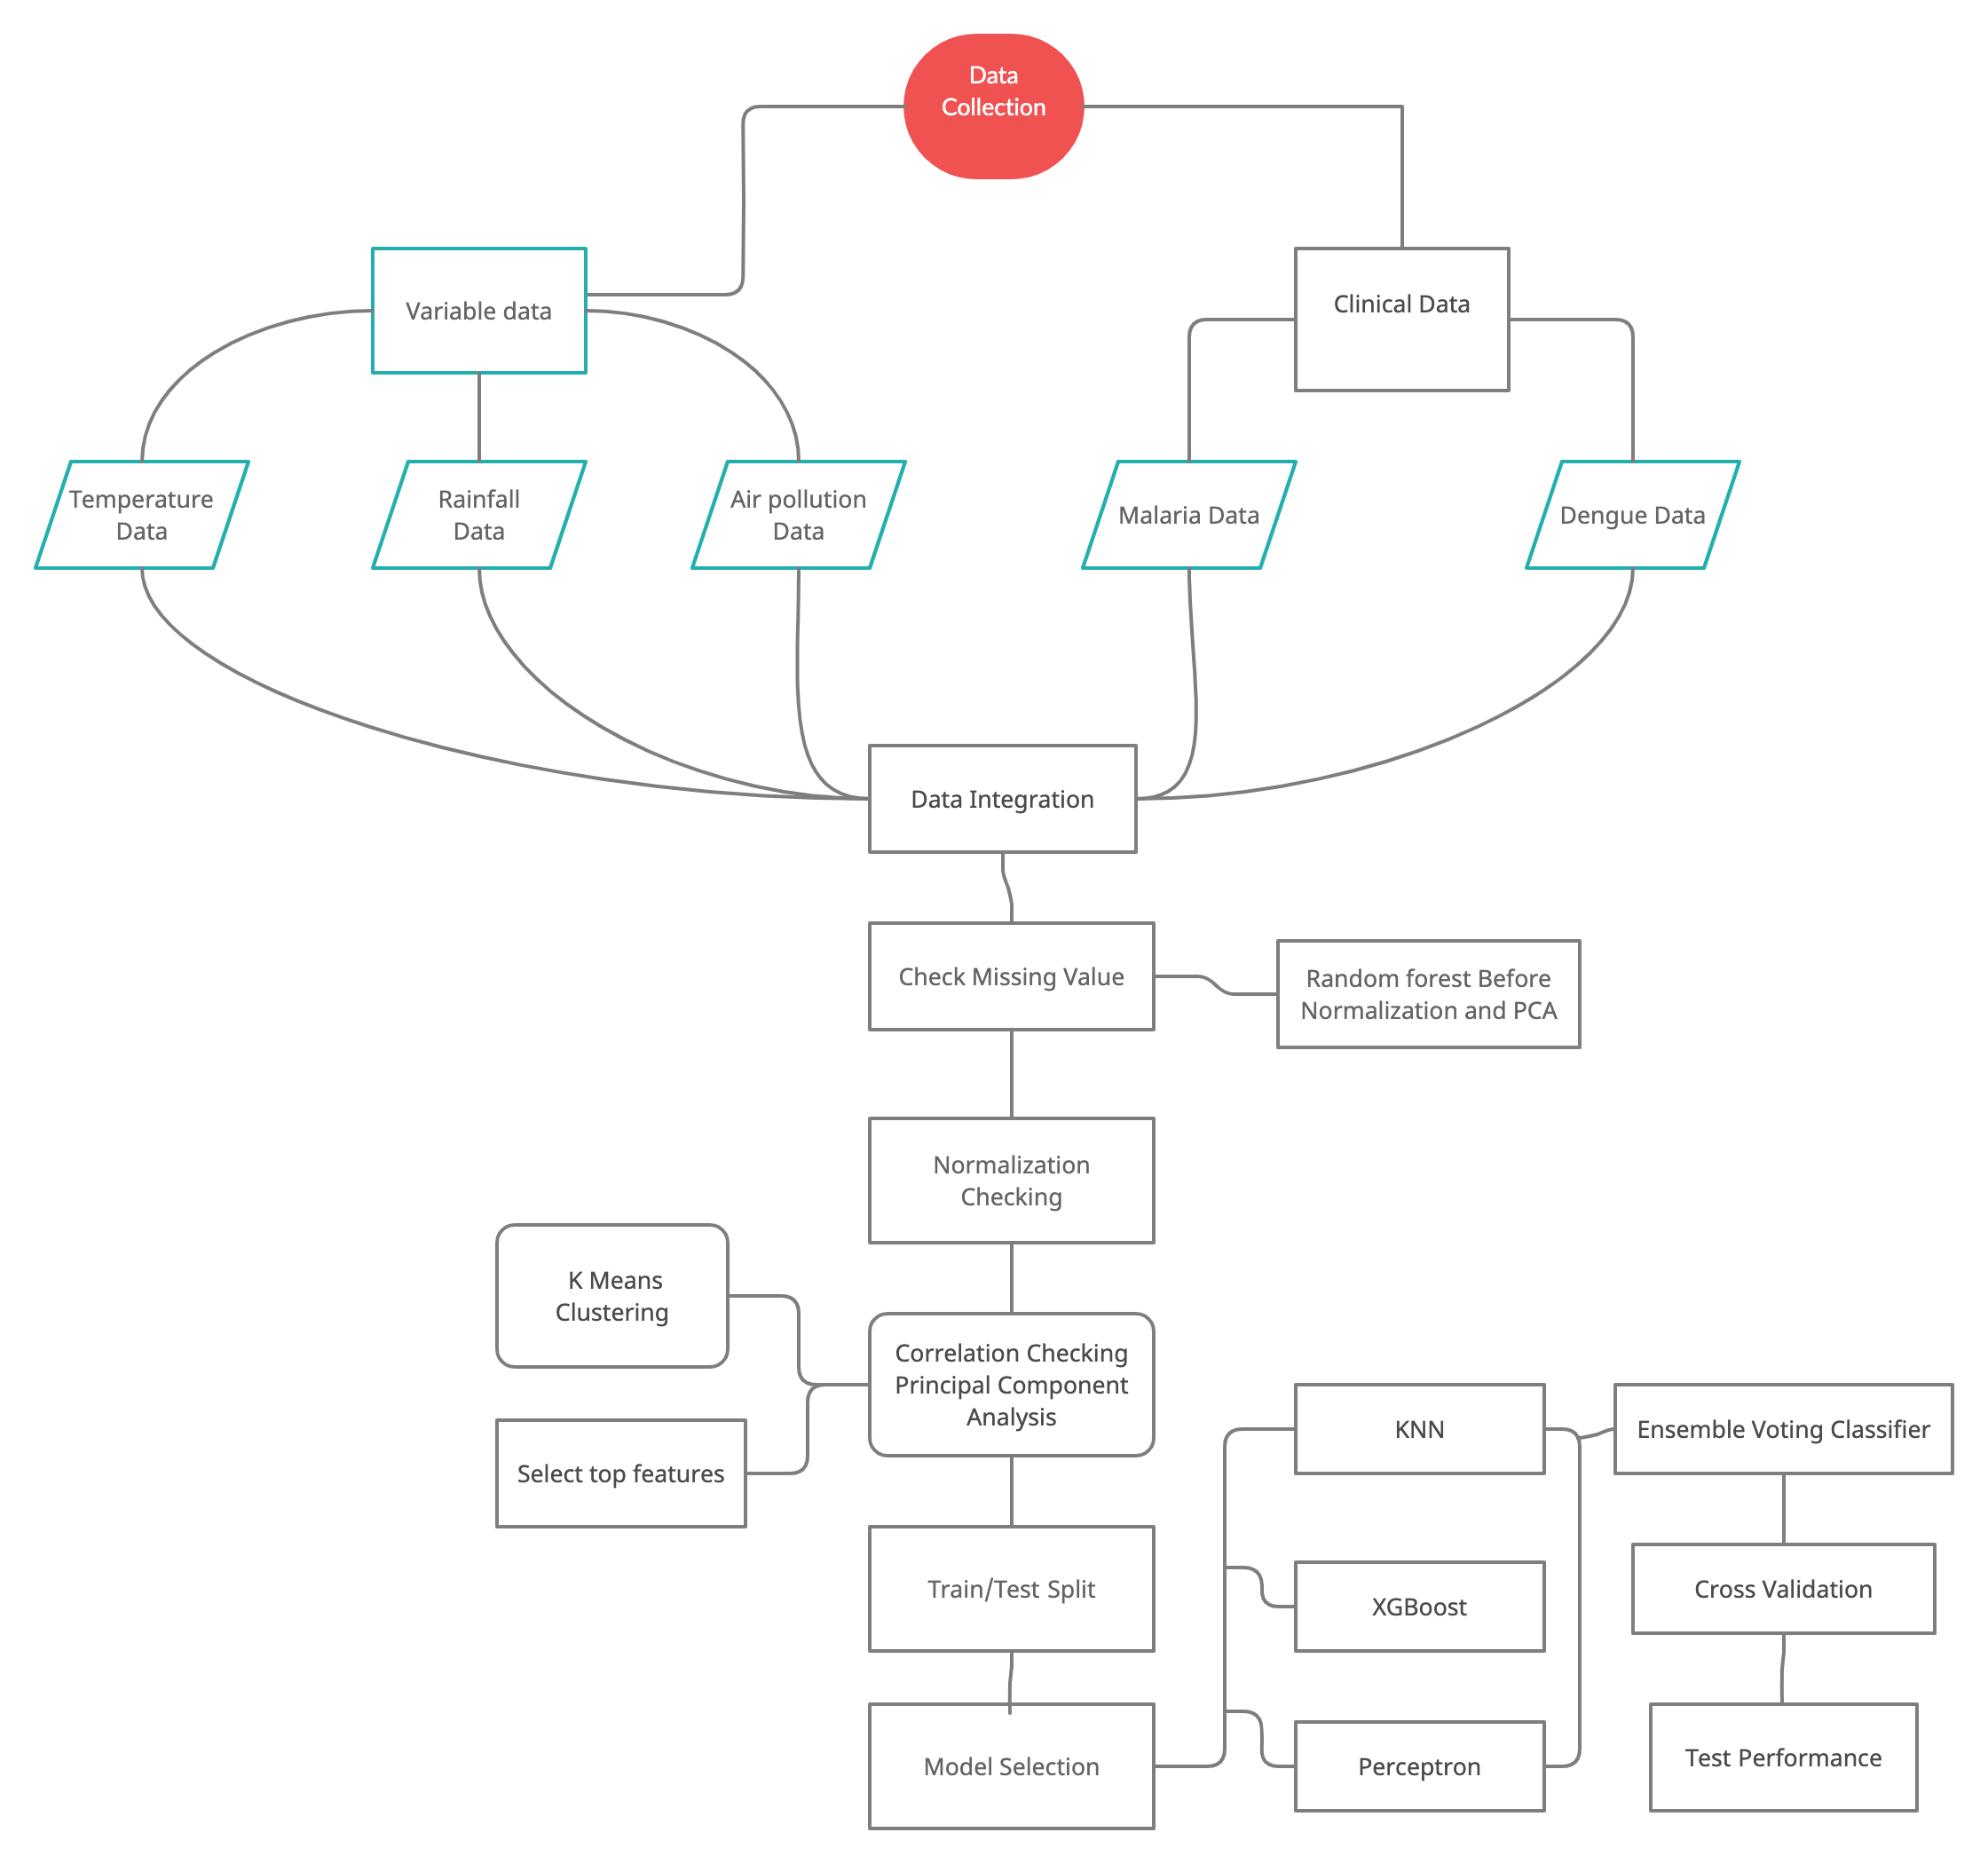 Data
Collection
Variable data
Clinical Data
Temperature
Data
Rainfall
Data
Air pollution
Data
Malaria Data
Dengue Data
Data Integration
Check Missing Value
Random forest Before
Normalization and PCA
Normalization
Checking
K Means
Clustering
Correlation Checking
Principal Component
Analysis
Select top features
KNN
Ensemble Voting Classifier
Train/Test Split
XGBoost
Cross Validation
Model Selection
Perceptron
Test Performance